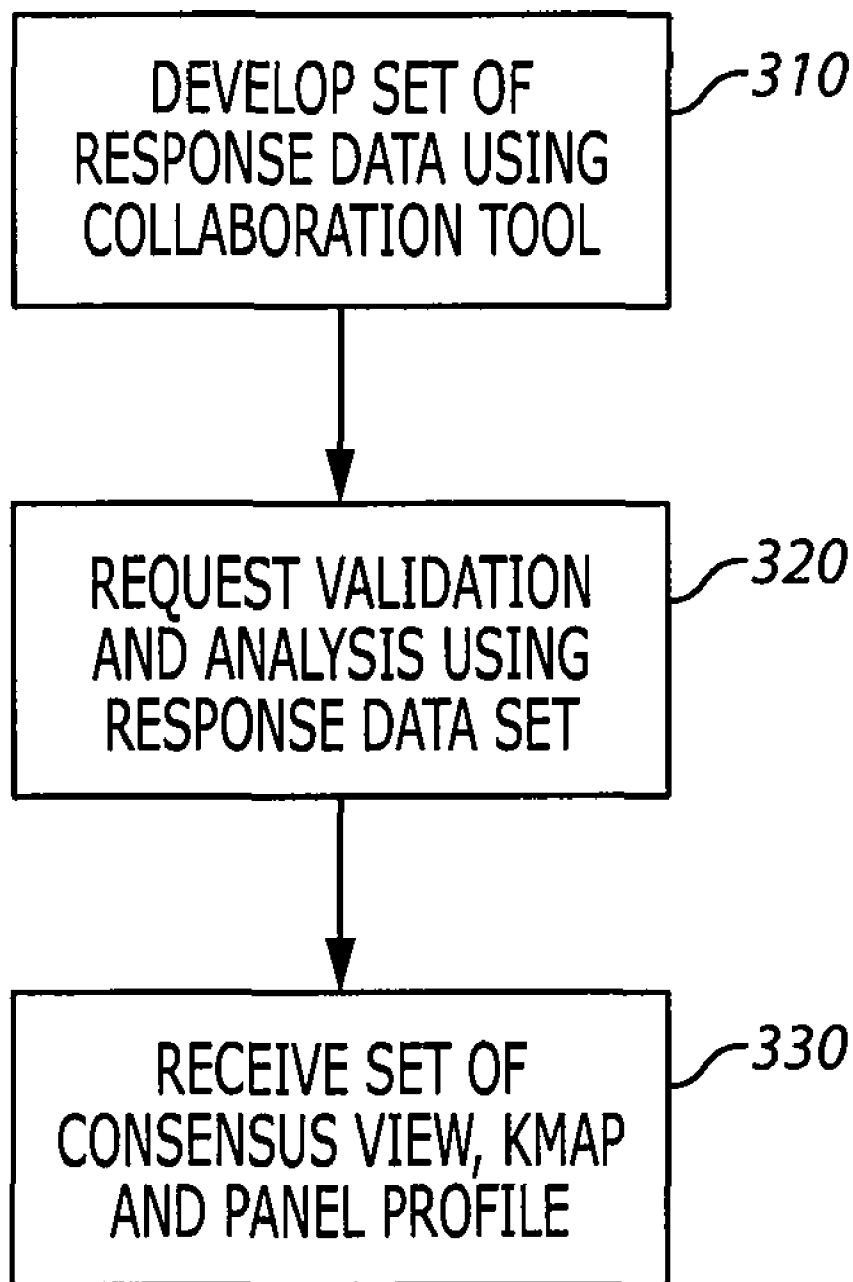 DEVELOP SET OF
RESPONSE DATA USING
COLLABORATION TOOL
310
REQUEST VALIDATION
AND ANALYSIS USING
RESPONSE DATA SET
320
RECEIVE SET OF
CONSENSUS VIEW, KMAP
AND PANEL PROFILE
330